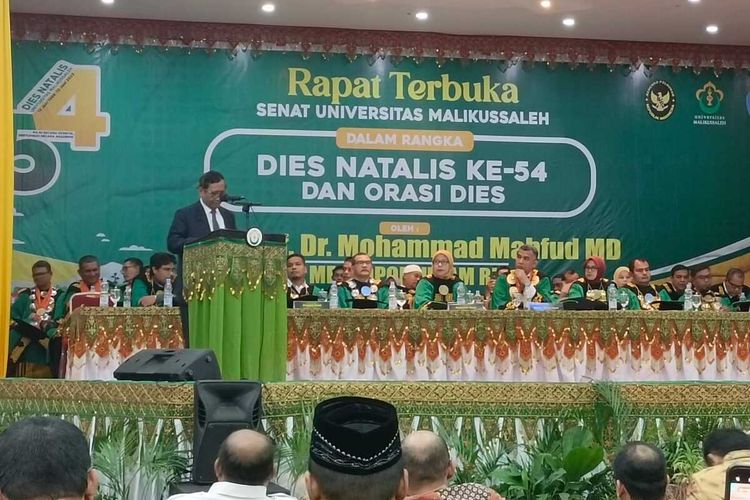 DIES NATALIS
4
Rapat Terbuka
SENAT UNIVERSITAS MALIKUSSALEH
DALAM RANGKA
DIES NATALIS KE-54
DAN ORASI DIES
OLEH :
Dr. Mohammad Mahfud MD
UNIVERSITAS
MALIKUSSALEH